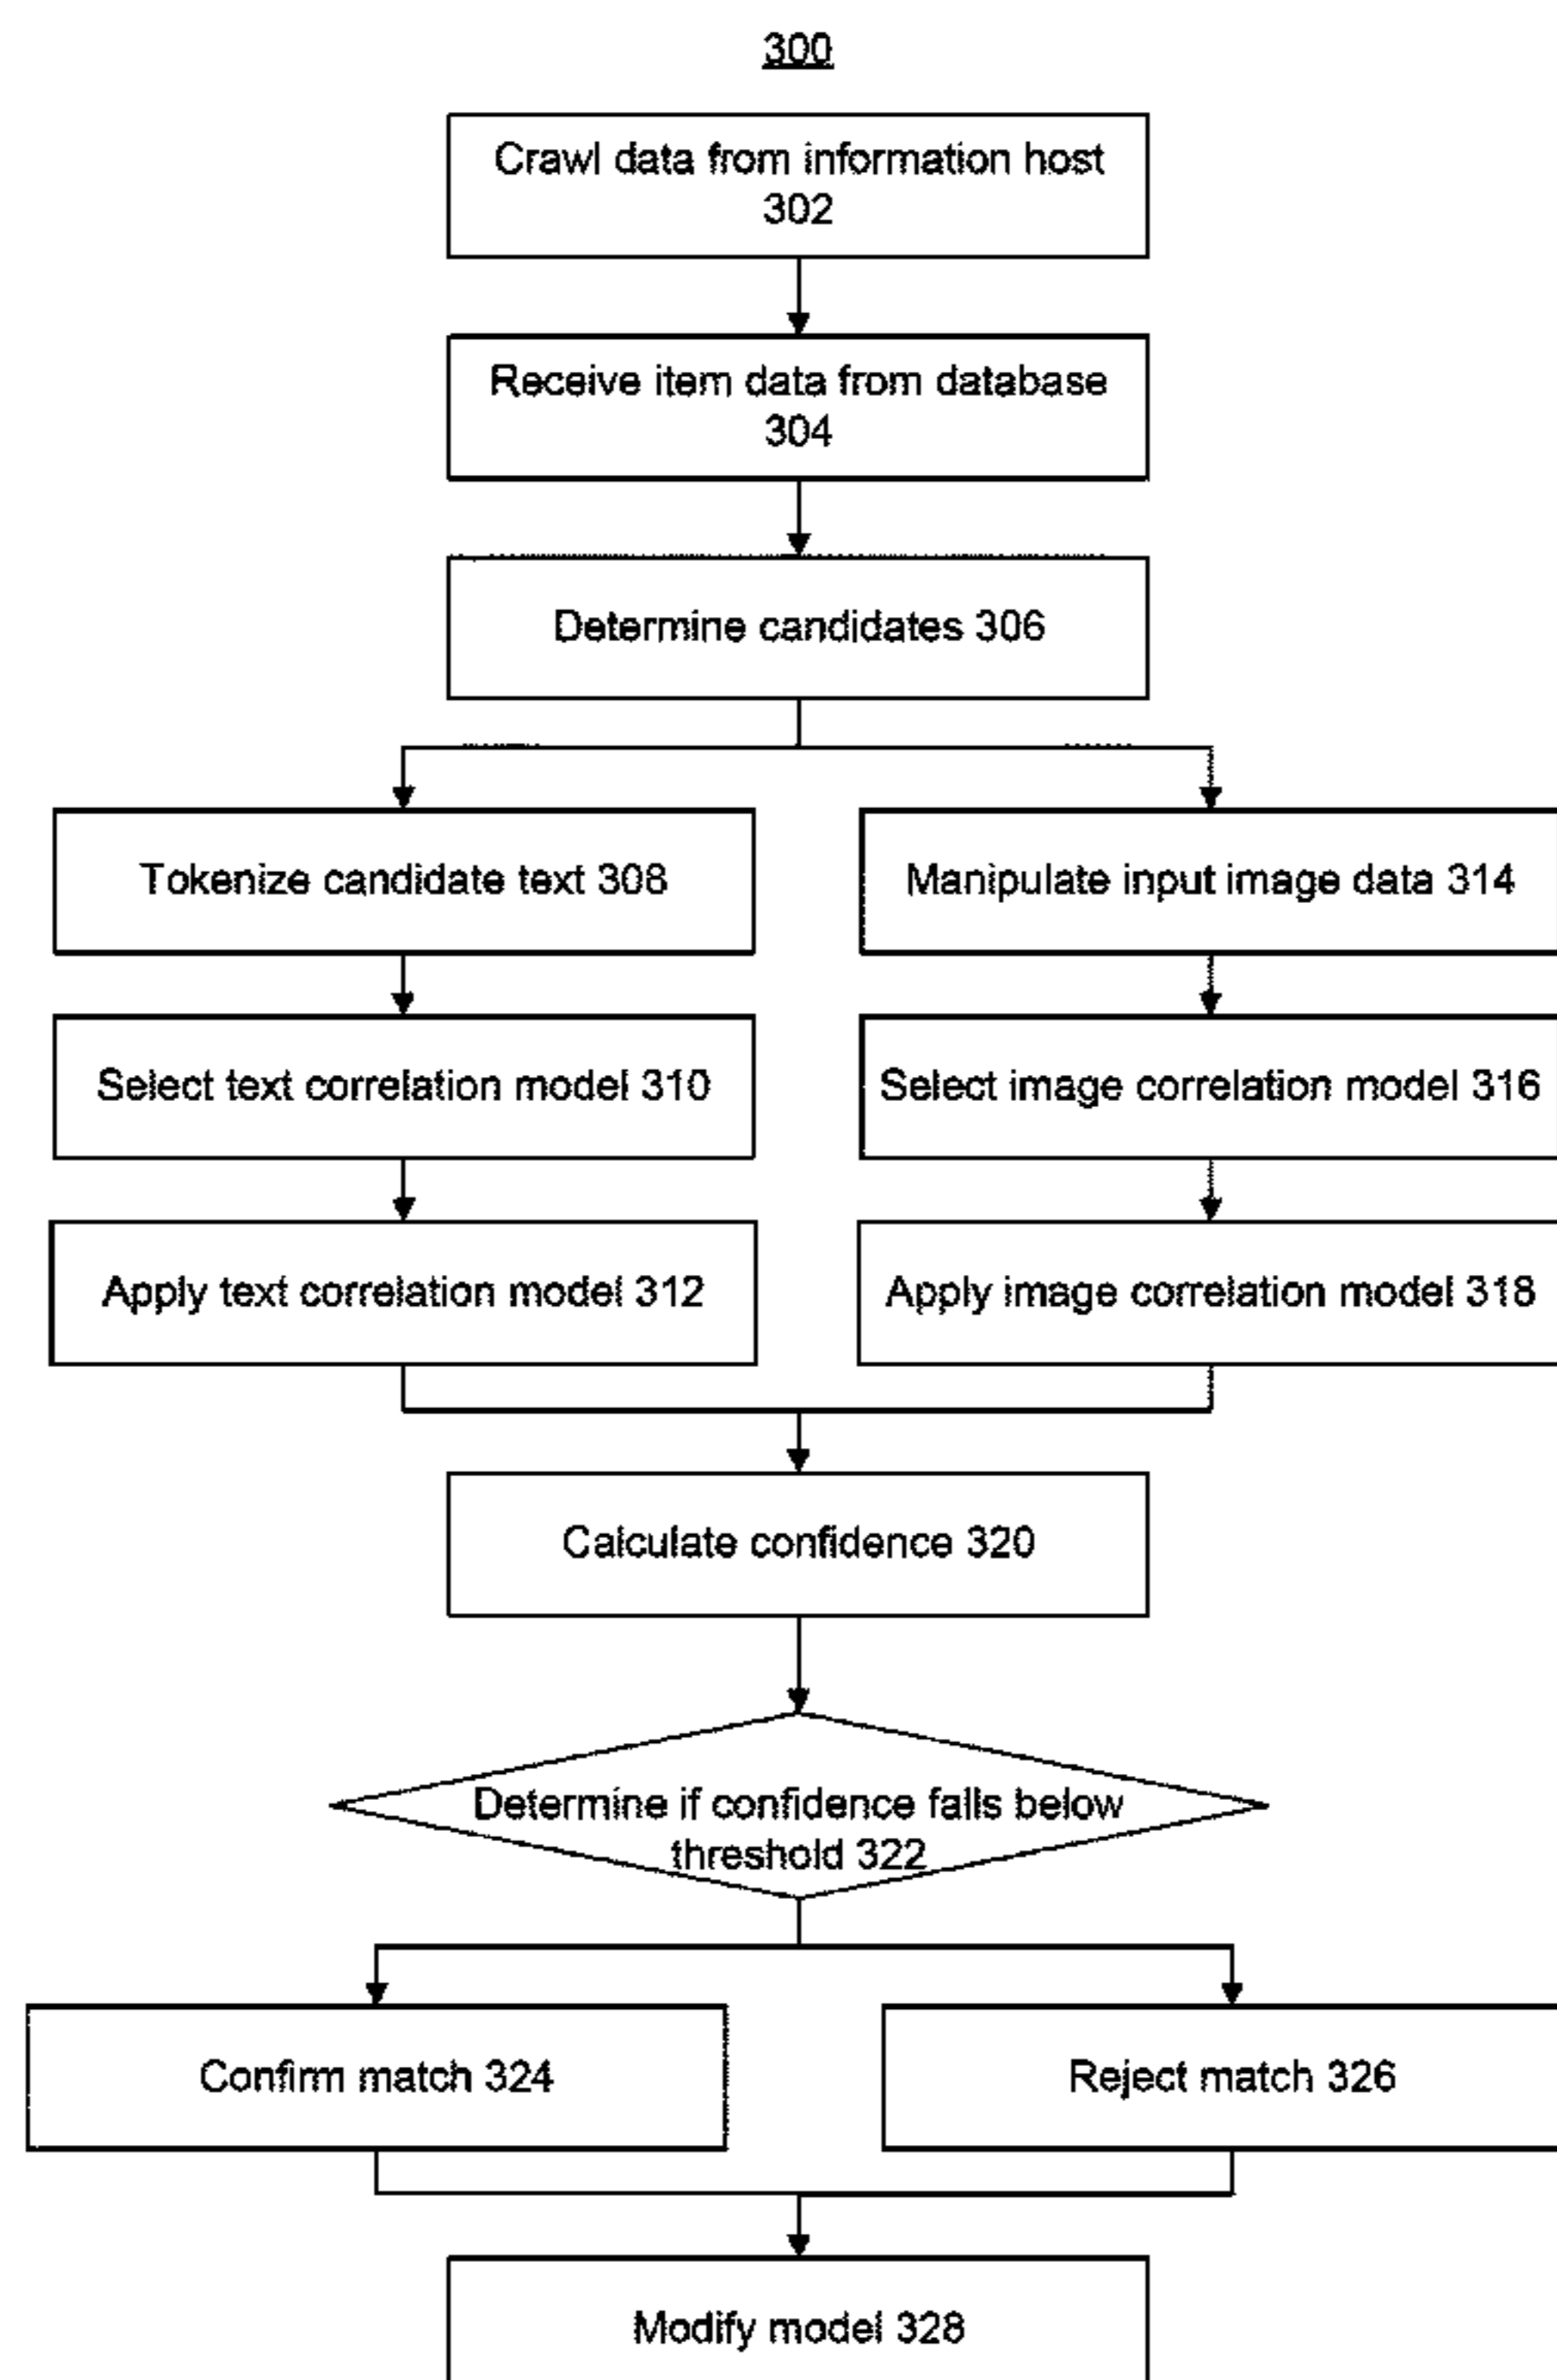 300
Crawl data from information host
302
Receive item data from database
304
Determine candidates 306
Tokenize candidate text 308
Manipulate input image data 314
Select text correlation model 310
Select image correlation model 316
Apply text correlation model 312
Apply image correlation model 318
Calculate confidence 320
Determine if confidence falls below
threshold 322
Confirm match 324
Reject match 326
Modify model 328